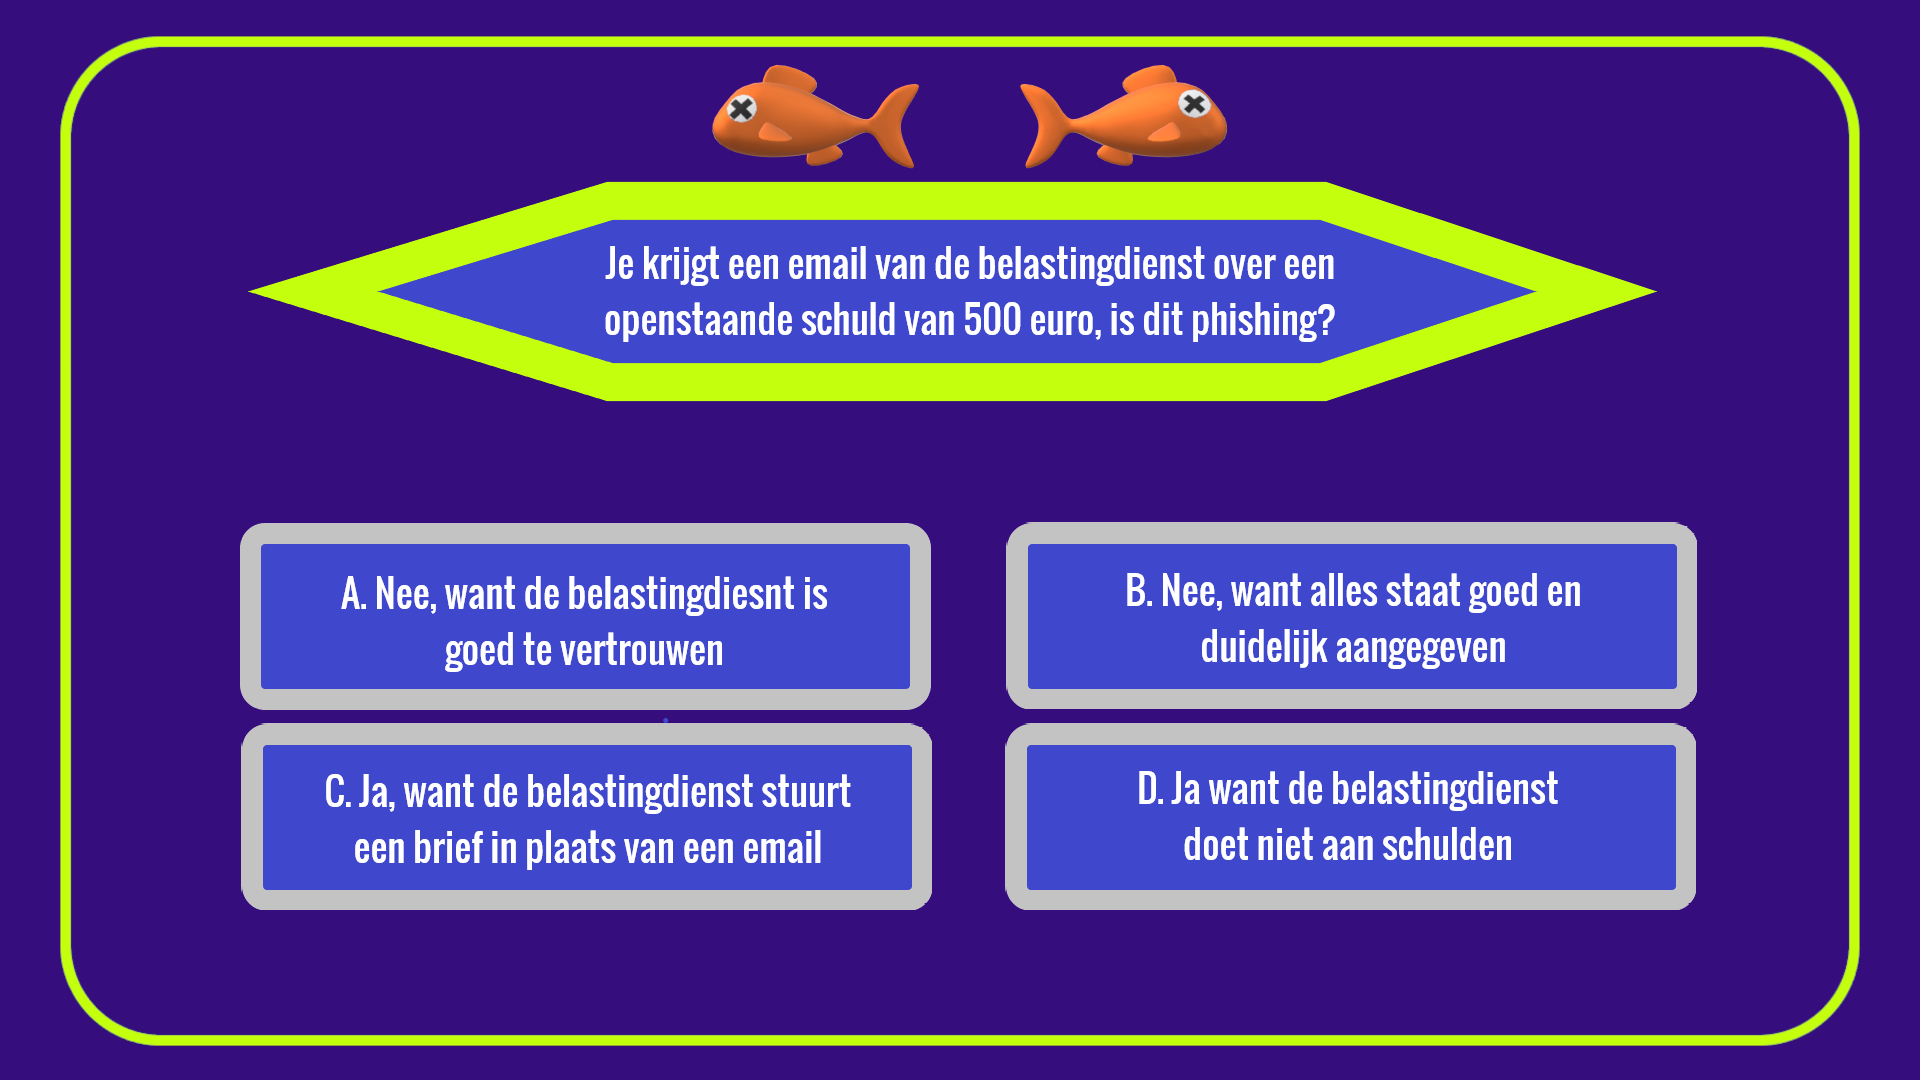 Je krijgt een email van de belastingdienst over een
openstaande schuld van 500 euro, is dit phishing?
A. Nee, want de belastingdiesnt is
goed te vertrouwen
B. Nee, want alles staat goed en
duidelijk aangegeven
C. Ja, want de belastingdienst stuurt
een brief in plaats van een email
D. Ja want de belastingdienst
doet niet aan schulden